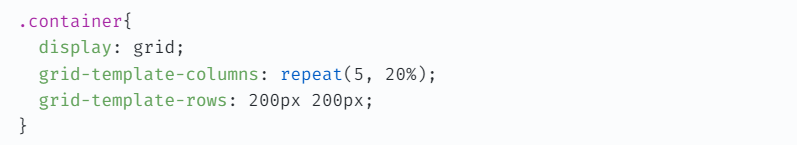 .container{
  display: grid;
  grid-template-columns: repeat(5, 20%);
  grid-template-rows: 200px 200px;
}